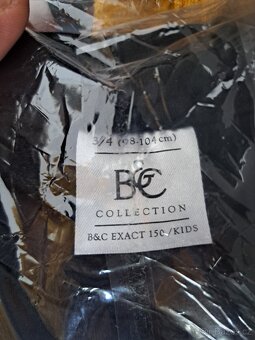 3/4 (98-104cm)
B&C
COLLECTION
B&C EXACT 150/KIDS